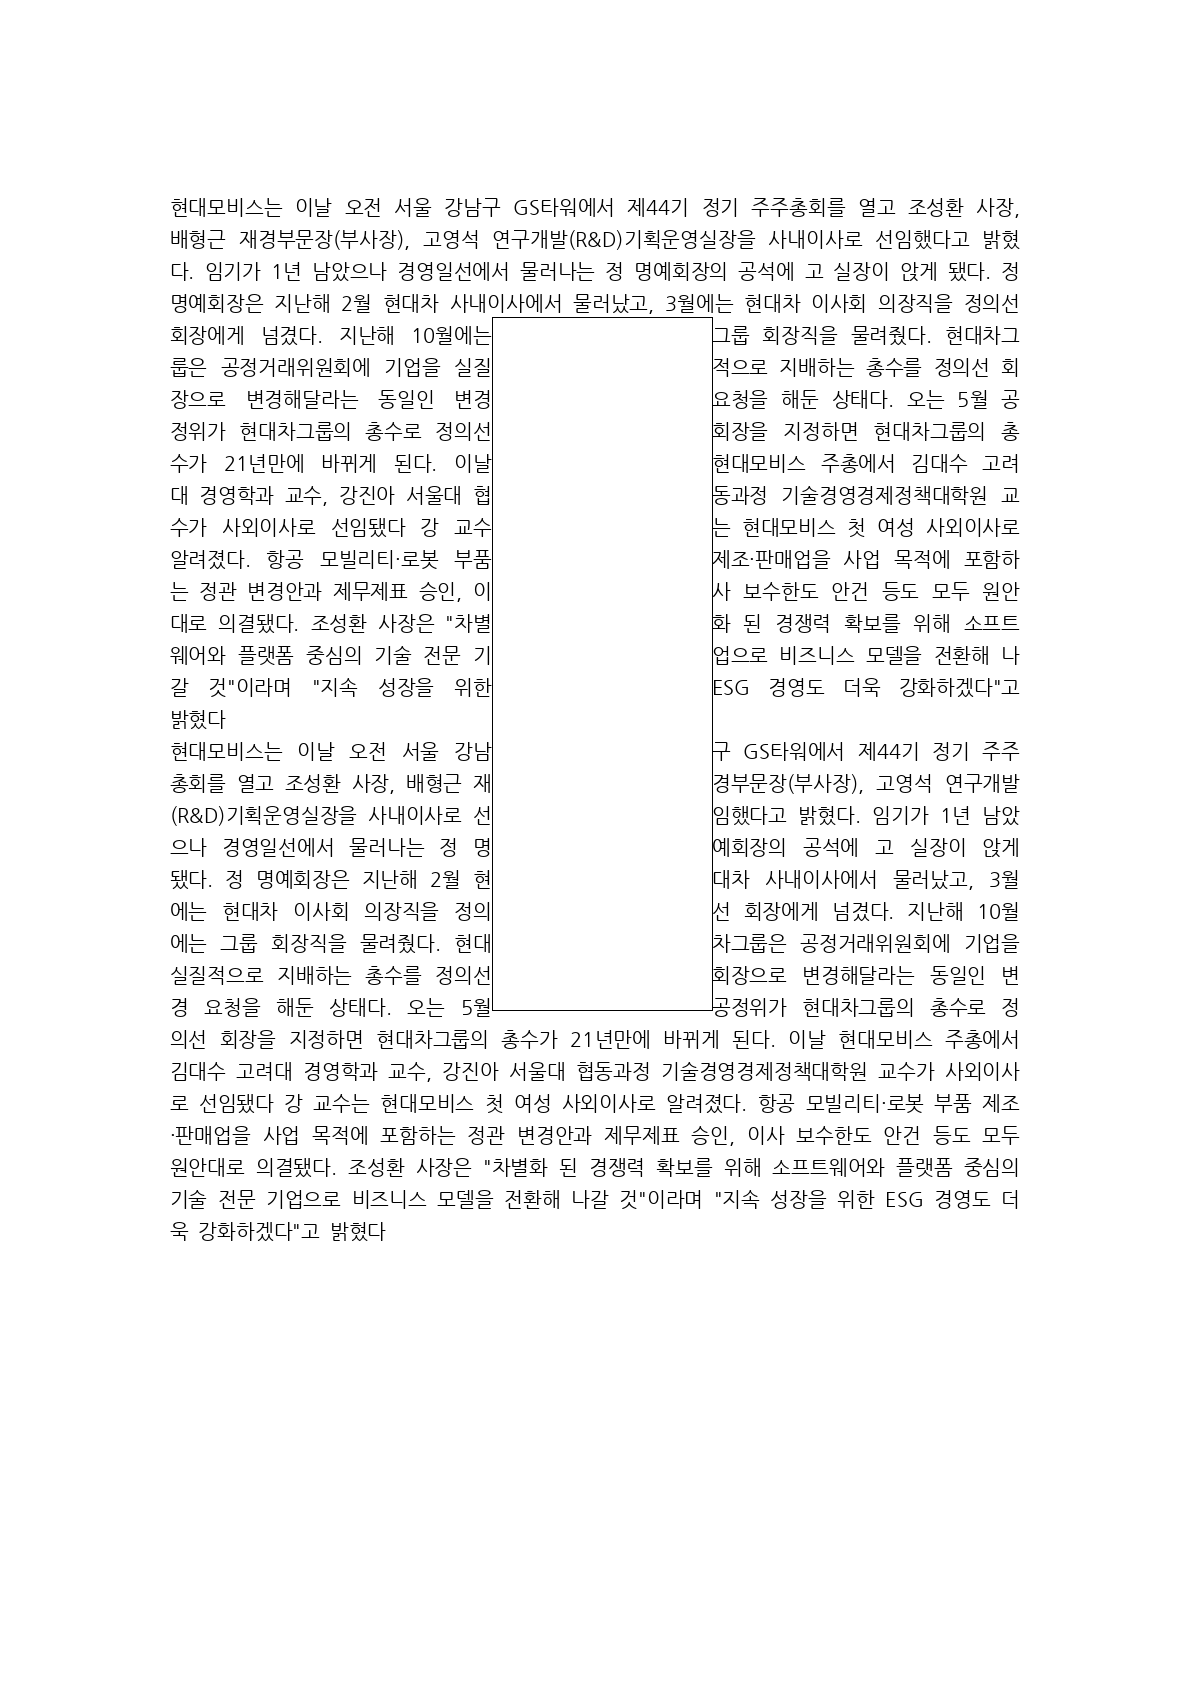 현대모비스는 이날 오전 서울 강남구 GS타워에서 제44기 정기 주주총회를 열고 조성환 사장,
배형근 재경부문장(부사장), 고영석 연구개발(R&D)기획운영실장을 사내이사로 선임했다고 밝혔
다. 임기가 1년 남았으나 경영일선에서 물러나는 정 명예회장의 공석에 고 실장이 앉게 됐다. 정
명예회장은 지난해 2월 현대차 사내이사에서 물러났고, 3월에는 현대차 이사회 의장직을 정의선
회장에게 넘겼다. 지난해 10월에는 그룹 회장직을 물려줬다. 현대차그
룹은 공정거래위원회에 기업을 실질 적으로 지배하는 총수를 정의선 회
장으로 변경해달라는 동일인 변경 요청을 해둔 상태다. 오는 5월 공
정위가 현대차그룹의 총수로 정의선 회장을 지정하면 현대차그룹의 총
수가 21년만에 바뀌게 된다. 이날 현대모비스 주총에서 김대수 고려
대 경영학과 교수, 강진아 서울대 협 동과정 기술경영경제정책대학원 교
수가 사외이사로 선임됐다 강 교수 는 현대모비스 첫 여성 사외이사로
알려졌다. 항공 모빌리티·로봇 부품 제조·판매업을 사업 목적에 포함하
는 정관 변경안과 제무제표 승인, 이 사 보수한도 안건 등도 모두 원안
대로 의결됐다. 조성환 사장은 "차별 화 된 경쟁력 확보를 위해 소프트
웨어와 플랫폼 중심의 기술 전문 기 업으로 비즈니스 모델을 전환해 나
갈 것"이라며 "지속 성장을 위한 ESG 경영도 더욱 강화하겠다"고
밝혔다
현대모비스는 이날 오전 서울 강남 구 GS타워에서 제44기 정기 주주
총회를 열고 조성환 사장, 배형근 재 경부문장(부사장), 고영석 연구개발
(R&D)기획운영실장을 사내이사로 선 임했다고 밝혔다. 임기가 1년 남았
으나 경영일선에서 물러나는 정 명 예회장의 공석에 고 실장이 앉게
됐다. 정 명예회장은 지난해 2월 현 대차 사내이사에서 물러났고, 3월
에는 현대차 이사회 의장직을 정의 선 회장에게 넘겼다. 지난해 10월
에는 그룹 회장직을 물려줬다. 현대 차그룹은 공정거래위원회에 기업을
실질적으로 지배하는 총수를 정의선 회장으로 변경해달라는 동일인 변
경 요청을 해둔 상태다. 오는 5월 공정위가 현대차그룹의 총수로 정
의선 회장을 지정하면 현대차그룹의 총수가 21년만에 바뀌게 된다. 이날 현대모비스 주총에서
김대수 고려대 경영학과 교수, 강진아 서울대 협동과정 기술경영경제정책대학원 교수가 사외이사
로 선임됐다 강 교수는 현대모비스 첫 여성 사외이사로 알려졌다. 항공 모빌리티·로봇 부품 제조
·판매업을 사업 목적에 포함하는 정관 변경안과 제무제표 승인, 이사 보수한도 안건 등도 모두
원안대로 의결됐다. 조성환 사장은 "차별화 된 경쟁력 확보를 위해 소프트웨어와 플랫폼 중심의
기술 전문 기업으로 비즈니스 모델을 전환해 나갈 것"이라며 "지속 성장을 위한 ESG 경영도 더
욱 강화하겠다"고 밝혔다